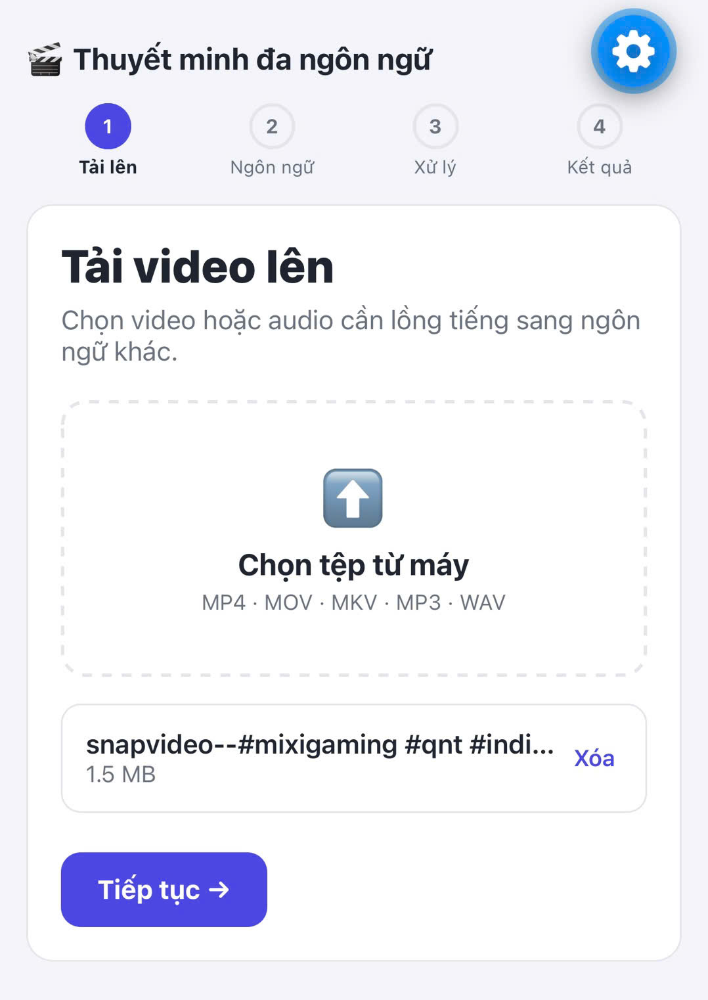 Thuyết minh đa ngôn ngữ
1
2
3
4
Tải lên
Ngôn ngữ
Xử lý
Kết quả
Tải video lên
Chọn video hoặc audio cần lồng tiếng sang ngôn
ngữ khác.
Chọn tệp từ máy
MP4 · MOV · MKV · MP3 · WAV
snapvideo--#mixigaming #qnt #indi...
1.5 MB
Xóa
Tiếp tục →